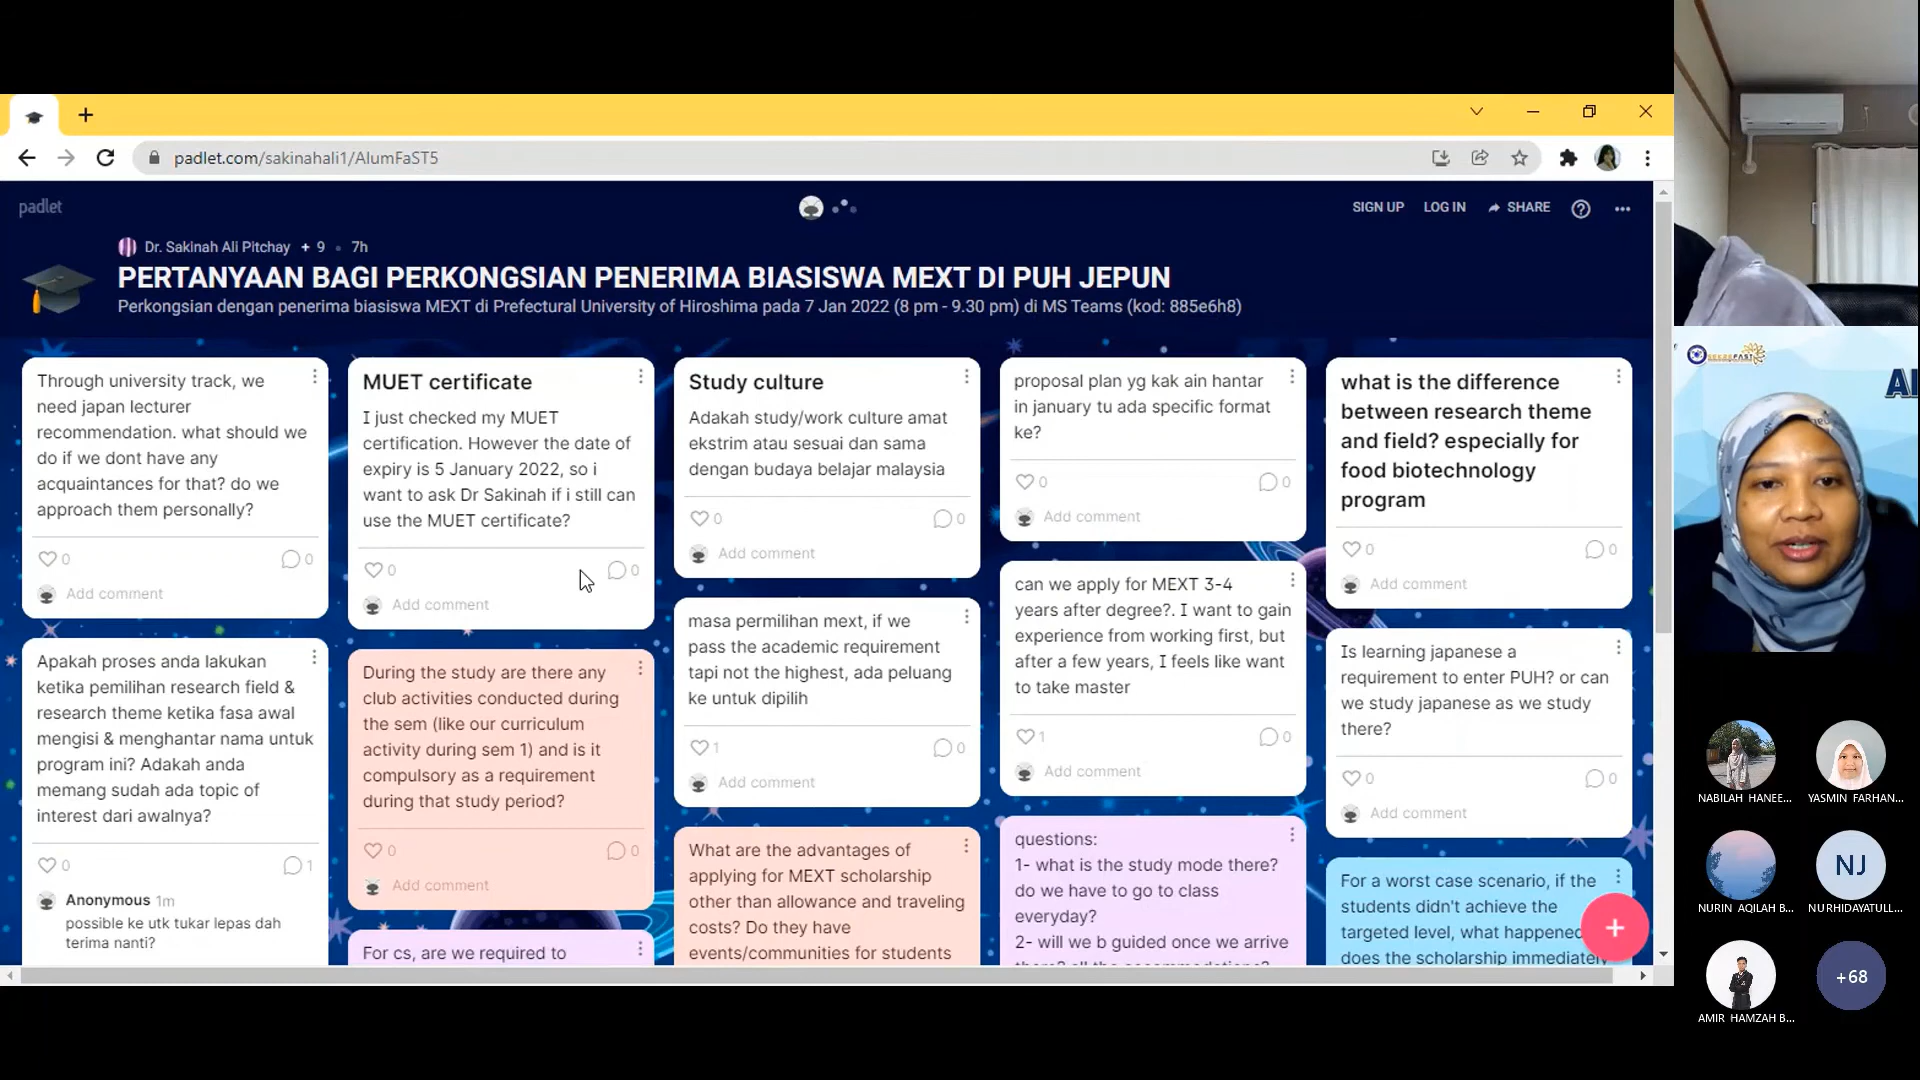 padlet.com/sakinahali1/AlumFaST5
padlet
SIGN UP
LOG IN
SHARE
Dr. Sakinah Ali Pitchay + 9 • 7h
PERTANYAAN BAGI PERKONGSIAN PENERIMA BIASISWA MEXT DI PUH JEPUN
Perkongsian dengan penerima biasiswa MEXT di Prefectural University of Hiroshima pada 7 Jan 2022 (8 pm - 9.30 pm) di MS Teams (kod: 885e6h8)
Through university track, we
need japan lecturer
recommendation. what should we
do if we dont have any
acquaintances for that? do we
approach them personally?
0
0
Add comment
Apakah proses anda lakukan
ketika pemilihan research field &
research theme ketika fasa awal
mengisi & menghantar nama untuk
program ini? Adakah anda
memang sudah ada topic of
interest dari awalnya?
0
1
Anonymous 1m
possible ke utk tukar lepas dah
terima nanti?
MUET certificate
I just checked my MUET
certification. However the date of
expiry is 5 January 2022, so i
want to ask Dr Sakinah if i still can
use the MUET certificate?
0
0
Add comment
During the study are there any
club activities conducted during
the sem (like our curriculum
activity during sem 1) and is it
compulsory as a requirement
during that study period?
0
0
Add comment
For cs, are we required to
Study culture
Adakah study/work culture amat
ekstrim atau sesuai dan sama
dengan budaya belajar malaysia
0
0
Add comment
masa permilihan mext, if we
pass the academic requirement
tapi not the highest, ada peluang
ke untuk dipilih
1
0
Add comment
What are the advantages of
applying for MEXT scholarship
other than allowance and traveling
costs? Do they have
events/communities for students
proposal plan yg kak ain hantar
in january tu ada specific format
ke?
0
0
Add comment
can we apply for MEXT 3-4
years after degree?. I want to gain
experience from working first, but
after a few years, I feels like want
to take master
1
0
Add comment
questions:
1- what is the study mode there?
do we have to go to class
everyday?
2- will we b guided once we arrive
what is the difference
between research theme
and field? especially for
food biotechnology
program
0
0
Add comment
Is learning japanese a
requirement to enter PUH? or can
we study japanese as we study
there?
0
0
Add comment
For a worst case scenario, if the
students didn't achieve the
targeted level, what happened
does the scholarship immediately
NABILAH HANEE...
YASMIN FARHAN...
NURIN AQILAH B...
NJ
NURHIDAYATULL...
AMIR HAMZAH B...
+68